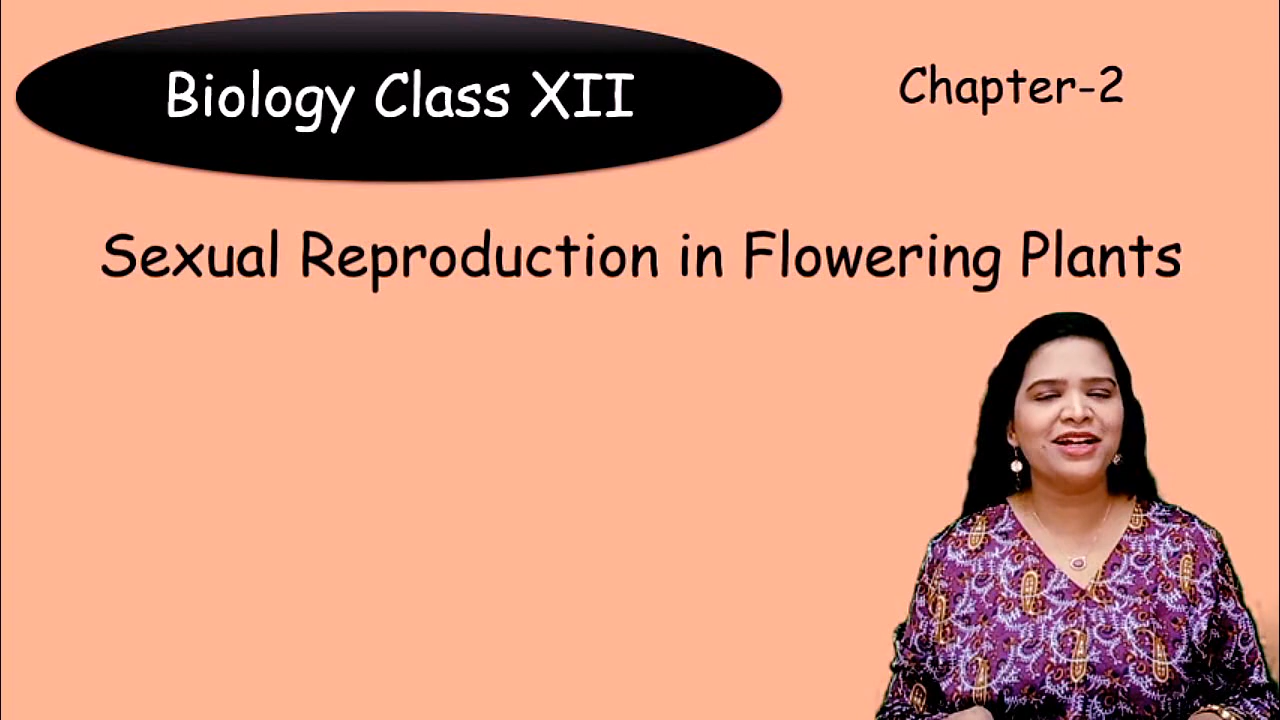 Biology Class XII
Chapter-2
Sexual Reproduction in Flowering Plants